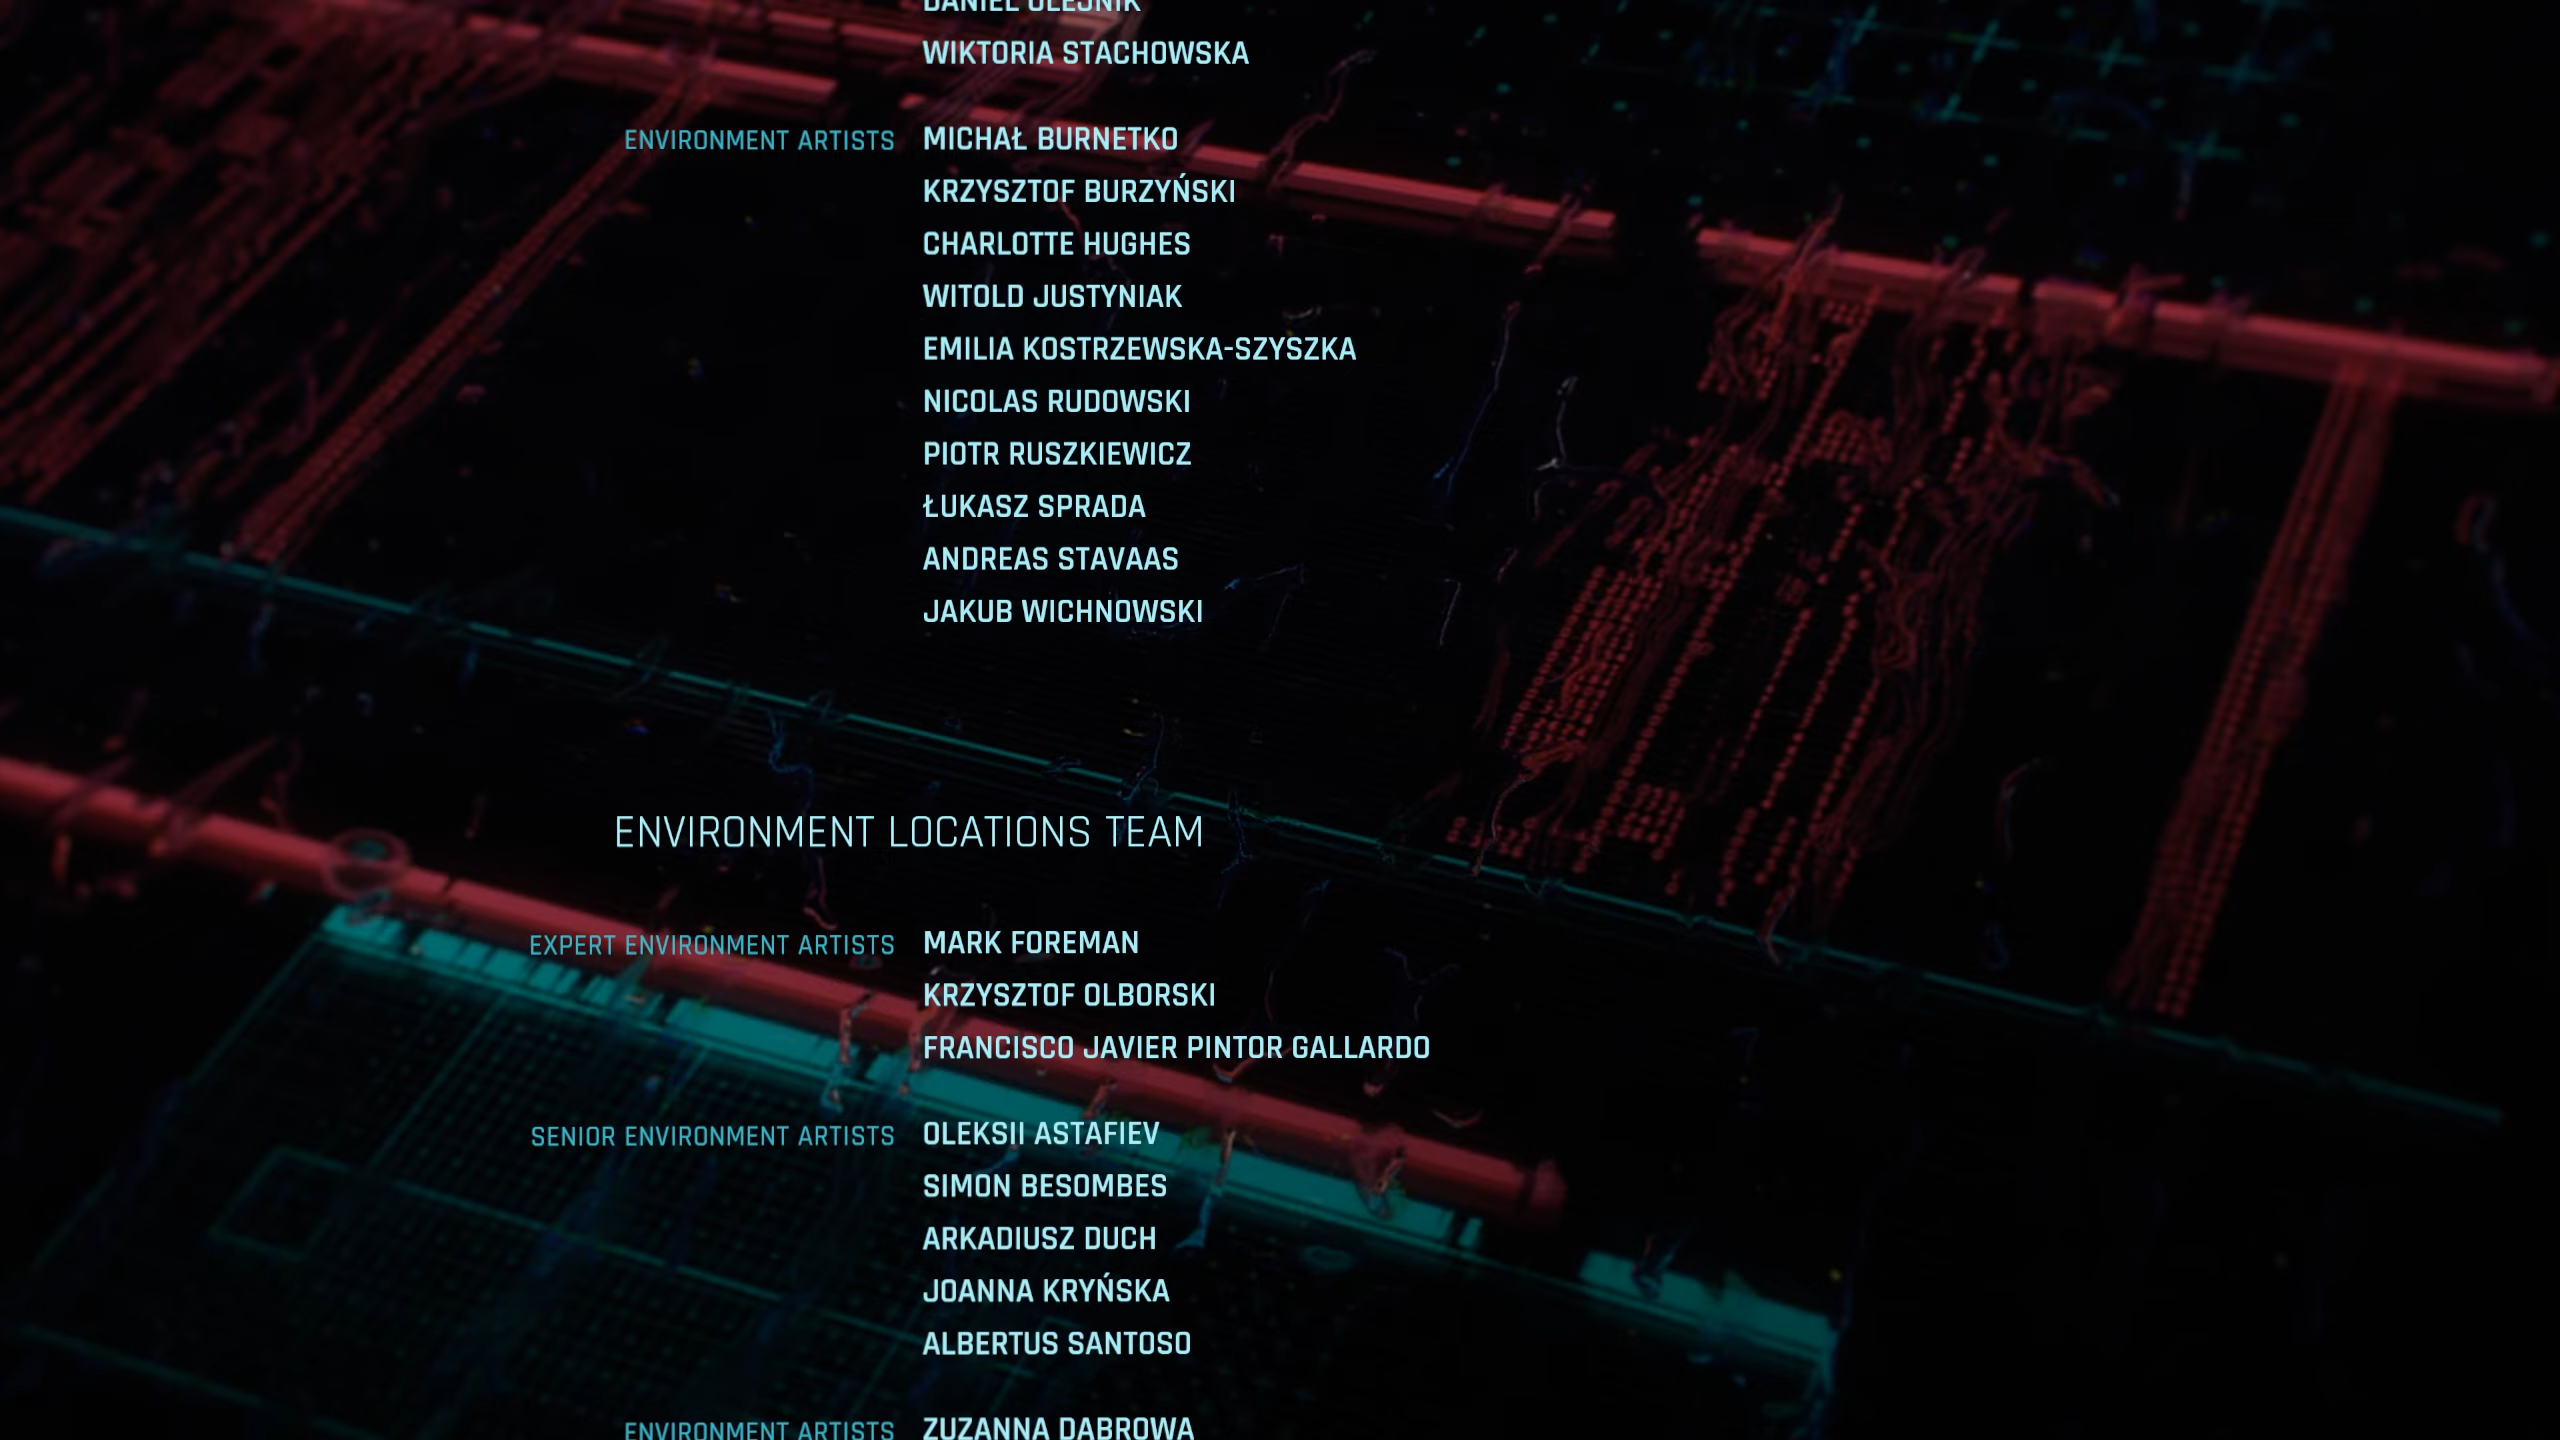 DANIEL OLEJNIK
WIKTORIA STACHOWSKA
ENVIRONMENT ARTISTS MICHAŁ BURNETKO
KRZYSZTOF BURZYŃSKI
CHARLOTTE HUGHES
WITOLD JUSTYNIAK
EMILIA KOSTRZEWSKA-SZYSZKA
NICOLAS RUDOWSKI
PIOTR RUSZKIEWICZ
ŁUKASZ SPRADA
ANDREAS STAVAAS
JAKUB WICHNOWSKI
ENVIRONMENT LOCATIONS TEAM
EXPERT ENVIRONMENT ARTISTS MARK FOREMAN
KRZYSZTOF OLBORSKI
FRANCISCO JAVIER PINTOR GALLARDO
SENIOR ENVIRONMENT ARTISTS OLEKSII ASTAFIEV
SIMON BESOMBES
ARKADIUSZ DUCH
JOANNA KRYŃSKA
ALBERTUS SANTOSO
ENVIRONMENT ARTISTS ZUZANNA DABROWA